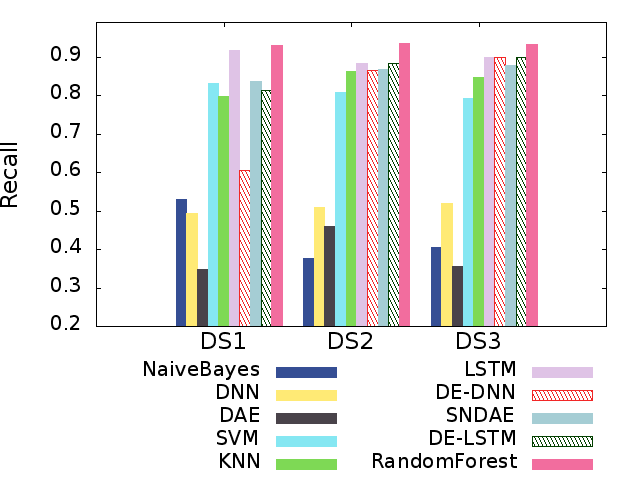 Recall
0.9
0.8
0.7
0.6
0.5
0.4
0.3
0.2
DS1 DS2 DS3
NaiveBayes LSTM
DNN DE-DNN
DAE SNDAE
SVM DE-LSTM
KNN RandomForest